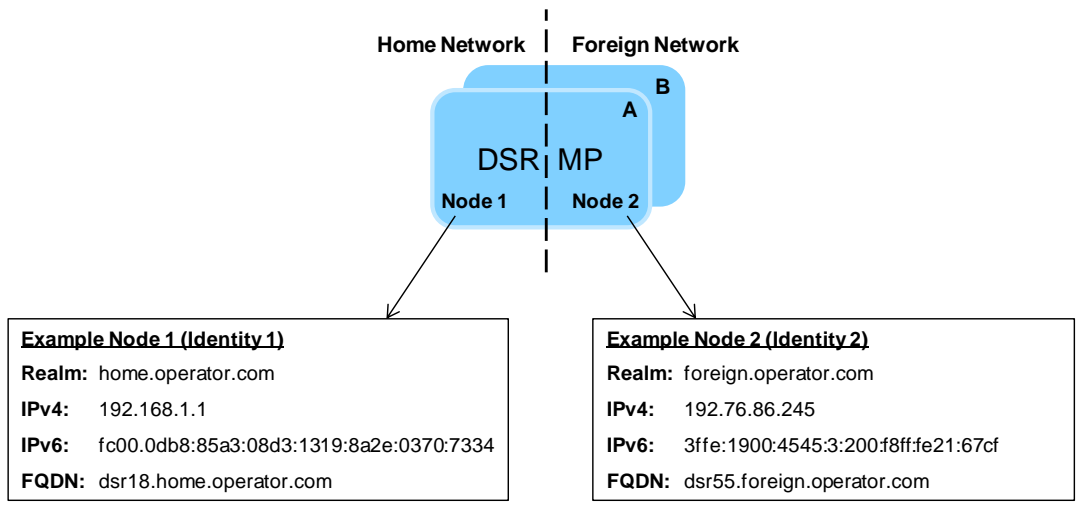 Home Network
Foreign Network
B
A
DSR MP
Node 1
Node 2
Example Node 1 (Identity 1)
Realm: home.operator.com
IPv4: 192.168.1.1
IPv6: fc00.0db8:85a3:08d3:1319:8a2e:0370:7334
FQDN: dsr18.home.operator.com
Example Node 2 (Identity 2)
Realm: foreign.operator.com
IPv4: 192.76.86.245
IPv6: 3ffe:1900:4545:3:200:f8ff:fe21:67cf
FQDN: dsr55.foreign.operator.com